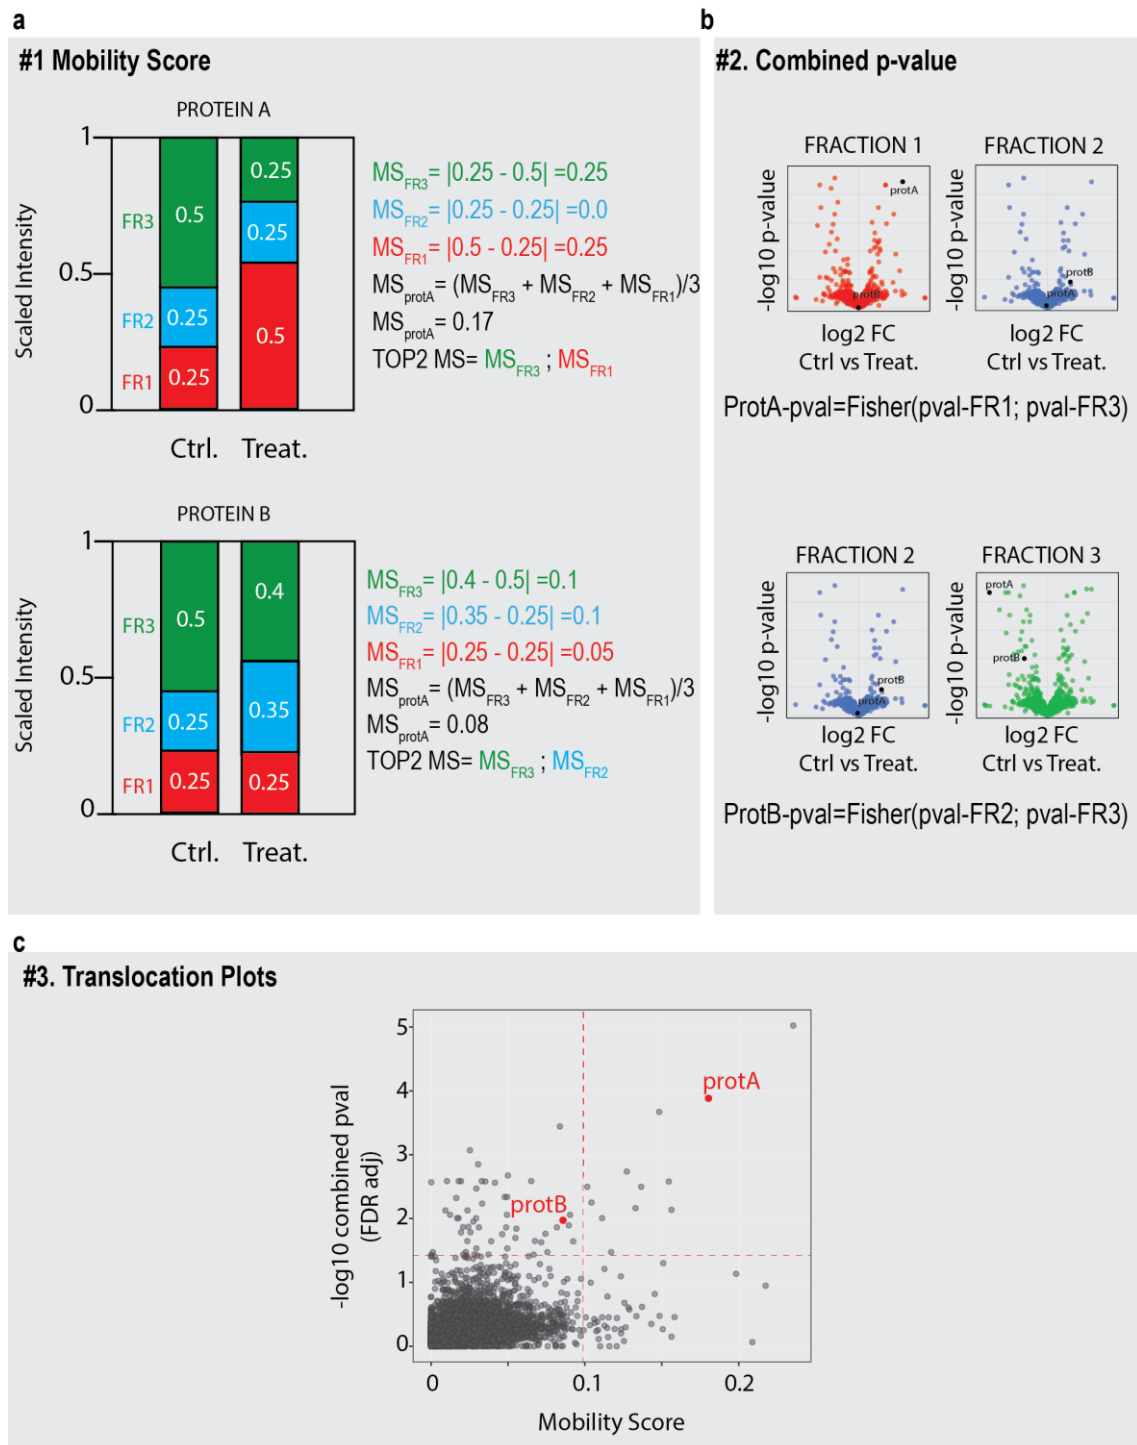 a
#1 Mobility Score
PROTEIN A
Scaled Intensity
1
0.5
0
FR3
FR2
FR1
0.5
0.25
0.25
0.25
0.25
0.5
Ctrl. Treat.
MSFR3= |0.25 - 0.5| =0.25
MSFR2= |0.25 - 0.25| =0.0
MSFR1= |0.5 - 0.25| =0.25
MSprotA= (MSFR3 + MSFR2 + MSFR1)/3
MSprotA= 0.17
TOP2 MS= MSFR3 ; MSFR1
PROTEIN B
Scaled Intensity
1
0.5
0
FR3
FR2
FR1
0.5
0.25
0.25
0.4
0.35
0.25
Ctrl. Treat.
MSFR3= |0.4 - 0.5| =0.1
MSFR2= |0.35 - 0.25| =0.1
MSFR1= |0.25 - 0.25| =0.05
MSprotA= (MSFR3 + MSFR2 + MSFR1)/3
MSprotA= 0.08
TOP2 MS= MSFR3 ; MSFR2
b
#2. Combined p-value
FRACTION 1
-log10 p-value
protA
protB
log2 FC
Ctrl vs Treat.
FRACTION 2
-log10 p-value
protB
protA
log2 FC
Ctrl vs Treat.
ProtA-pval=Fisher(pval-FR1; pval-FR3)
FRACTION 2
-log10 p-value
protB
protA
log2 FC
Ctrl vs Treat.
FRACTION 3
-log10 p-value
protA
protB
log2 FC
Ctrl vs Treat.
ProtB-pval=Fisher(pval-FR2; pval-FR3)
c
#3. Translocation Plots
-log10 combined pval
(FDR adj)
5
4
3
2
1
0
protA
protB
0 0.1 0.2
Mobility Score